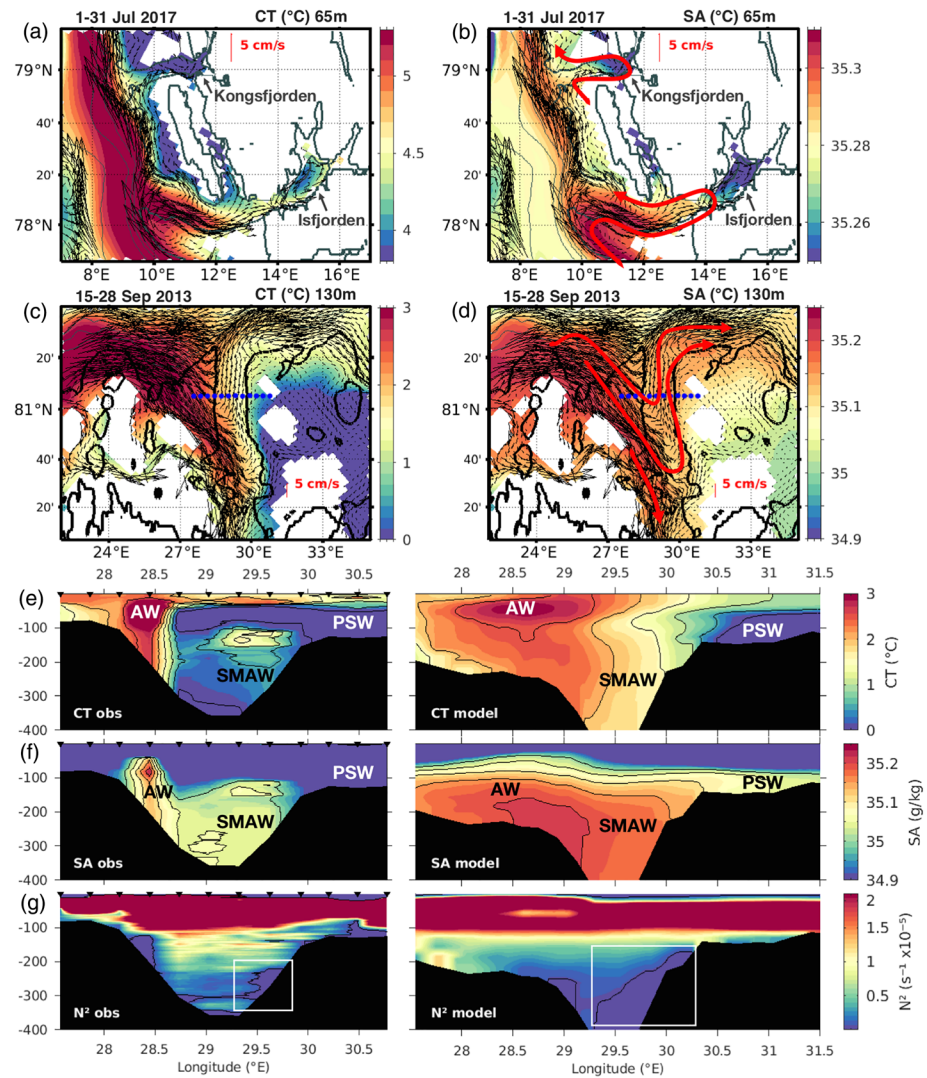 1-31 Jul 2017 CT (°C) 65m
(a)
5 cm/s
79°N
40'
20'
78°N
Kongsfjorden
Isfjorden
8°E 10°E 12°E 14°E 16°E
5
4.5
4
1-31 Jul 2017 SA (°C) 65m
(b)
5 cm/s
79°N
40'
20'
78°N
Kongsfjorden
Isfjorden
8°E 10°E 12°E 14°E 16°E
35.3
35.28
35.26
15-28 Sep 2013 CT (°C) 130m
(c)
20'
81°N
40'
20'
5 cm/s
24°E 27°E 30°E 33°E
3
2
1
0
15-28 Sep 2013 SA (°C) 130m
(d)
20'
81°N
40'
20'
5 cm/s
24°E 27°E 30°E 33°E
35.2
35.1
35
34.9
28 28.5 29 29.5 30 30.5
28 28.5 29 29.5 30 30.5 31 31.5
(e)
-100
-200
-300
-400
AW
PSW
SMAW
CT obs
AW
PSW
SMAW
CT model
3
2
1
0
CT (°C)
(f)
-100
-200
-300
-400
AW
PSW
SMAW
SA obs
AW
PSW
SMAW
SA model
35.2
35.1
35
34.9
SA (g/kg)
(g)
-100
-200
-300
-400
N² obs
N² model
2
1.5
1
0.5
N² (s⁻¹ x10⁻⁵)
28 28.5 29 29.5 30 30.5
Longitude (°E)
28 28.5 29 29.5 30 30.5 31 31.5
Longitude (°E)